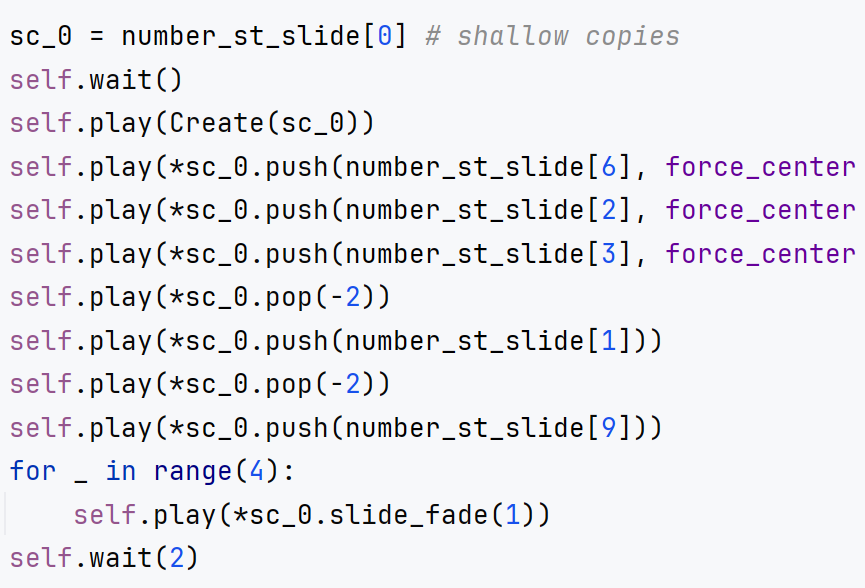 sc_0 = number_st_slide[0] # shallow copies
self.wait()
self.play(Create(sc_0))
self.play(*sc_0.push(number_st_slide[6], force_center
self.play(*sc_0.push(number_st_slide[2], force_center
self.play(*sc_0.push(number_st_slide[3], force_center
self.play(*sc_0.pop(-2))
self.play(*sc_0.push(number_st_slide[1]))
self.play(*sc_0.pop(-2))
self.play(*sc_0.push(number_st_slide[9]))
for _ in range(4):
    self.play(*sc_0.slide_fade(1))
self.wait(2)